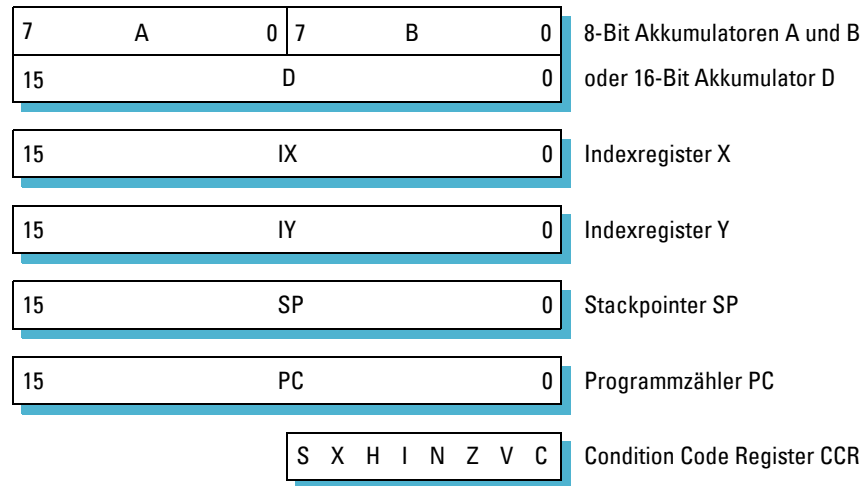 7 A 0 7 B 0 8-Bit Akkumulatoren A und B
15 D 0 oder 16-Bit Akkumulator D
15 IX 0 Indexregister X
15 IY 0 Indexregister Y
15 SP 0 Stackpointer SP
15 PC 0 Programmzähler PC
S X H I N Z V C Condition Code Register CCR